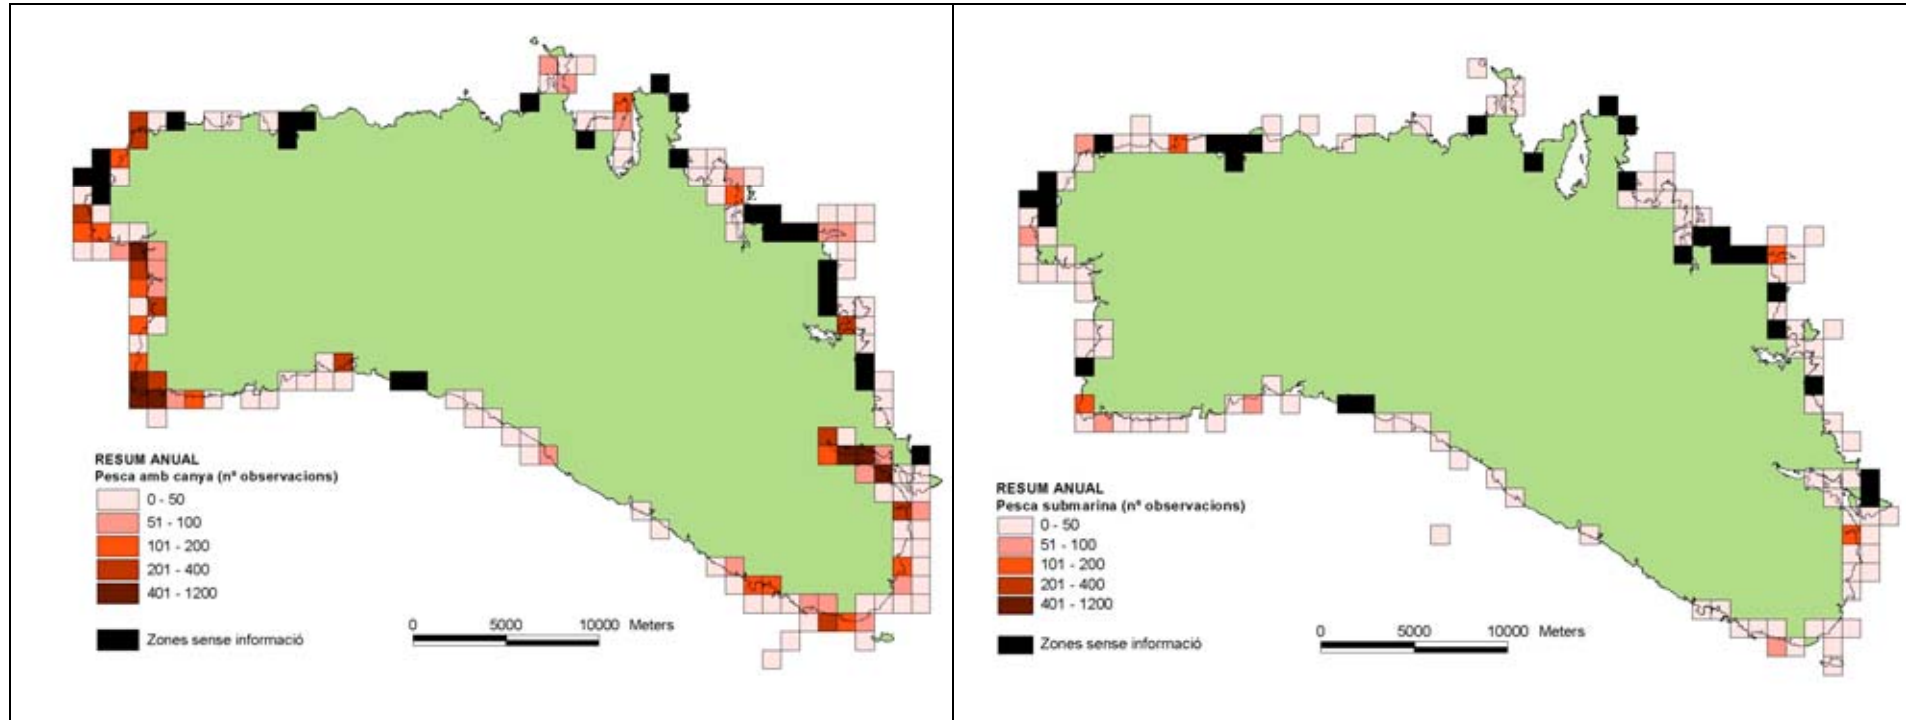 RESUM ANUAL
Pesca amb canya (nº observacions)
0 - 50
51 - 100
101 - 200
201 - 400
401 - 1200
Zones sense informació
0 5000 10000 Meters
RESUM ANUAL
Pesca submarina (nº observacions)
0 - 50
51 - 100
101 - 200
201 - 400
401 - 1200
Zones sense informació
0 5000 10000 Meters